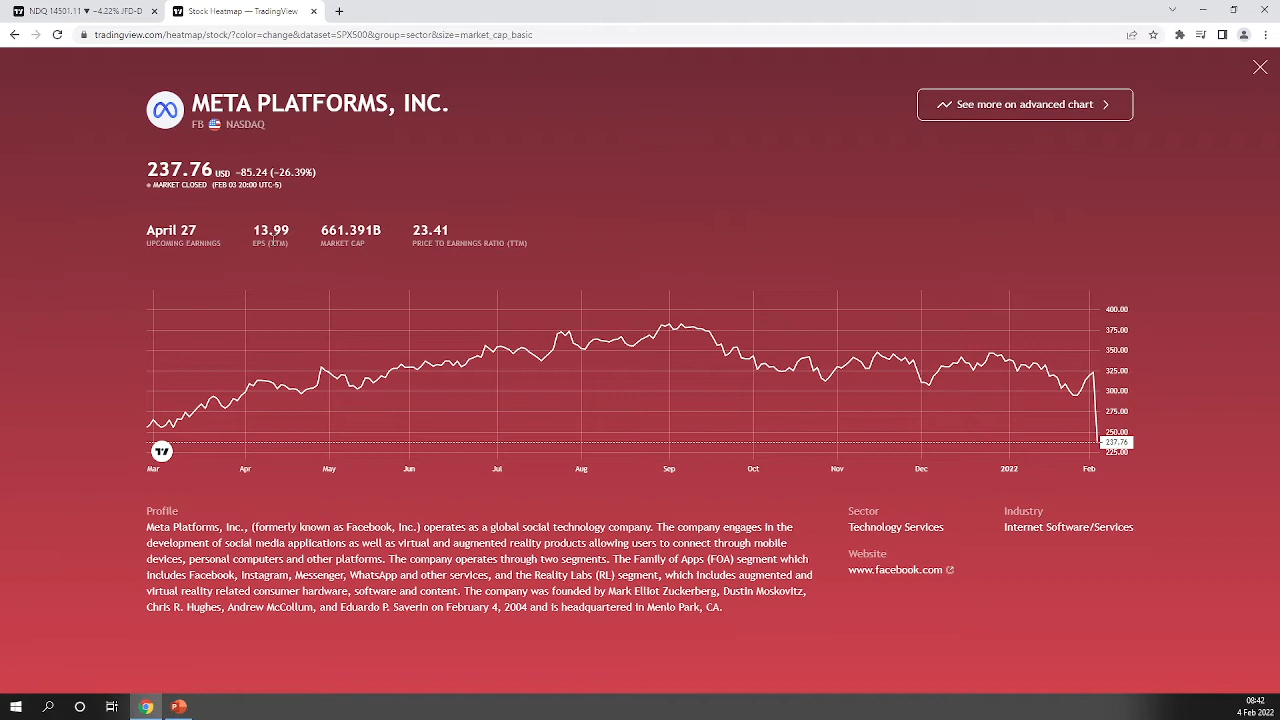 NDQ 14501.11 ▼ −4.22% JFD-D
Stock Heatmap — TradingView
tradingview.com/heatmap/stock/?color=change&dataset=SPX500&group=sector&size=market_cap_basic
META PLATFORMS, INC.
FB NASDAQ
See more on advanced chart
237.76 USD −85.24 (−26.39%)
MARKET CLOSED (FEB 03 20:00 UTC-5)
April 27 13.99 661.391B 23.41
UPCOMING EARNINGS EPS (TTM) MARKET CAP PRICE TO EARNINGS RATIO (TTM)
400.00
375.00
350.00
325.00
300.00
275.00
250.00
237.76
225.00
Mar Apr May Jun Jul Aug Sep Oct Nov Dec 2022 Feb
Profile
Meta Platforms, Inc., (formerly known as Facebook, Inc.) operates as a global social technology company. The company engages in the
development of social media applications as well as virtual and augmented reality products allowing users to connect through mobile
devices, personal computers and other platforms. The company operates through two segments. The Family of Apps (FOA) segment which
includes Facebook, Instagram, Messenger, WhatsApp and other services, and the Reality Labs (RL) segment, which includes augmented and
virtual reality related consumer hardware, software and content. The company was founded by Mark Elliot Zuckerberg, Dustin Moskovitz,
Chris R. Hughes, Andrew McCollum, and Eduardo P. Saverin on February 4, 2004 and is headquartered in Menlo Park, CA.
Sector
Technology Services
Industry
Internet Software/Services
Website
www.facebook.com
08:42
4 Feb 2022